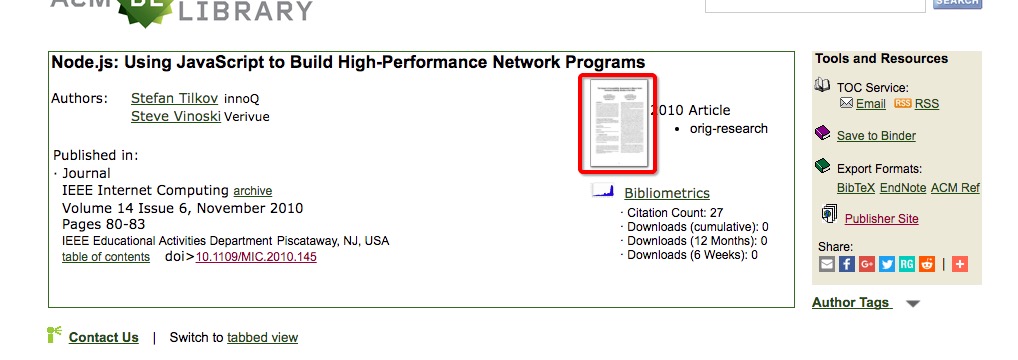 ACM DL LIBRARY
SEARCH
Node.js: Using JavaScript to Build High-Performance Network Programs
Authors: Stefan Tilkov innoQ
Steve Vinoski Verivue
2010 Article
• orig-research
Published in:
· Journal
IEEE Internet Computing archive
Volume 14 Issue 6, November 2010
Pages 80-83
IEEE Educational Activities Department Piscataway, NJ, USA
table of contents doi>10.1109/MIC.2010.145
Bibliometrics
· Citation Count: 27
· Downloads (cumulative): 0
· Downloads (12 Months): 0
· Downloads (6 Weeks): 0
Tools and Resources
TOC Service:
Email RSS RSS
Save to Binder
Export Formats:
BibTeX EndNote ACM Ref
Publisher Site
Share:
f G+ RG | +
Author Tags
Contact Us | Switch to tabbed view